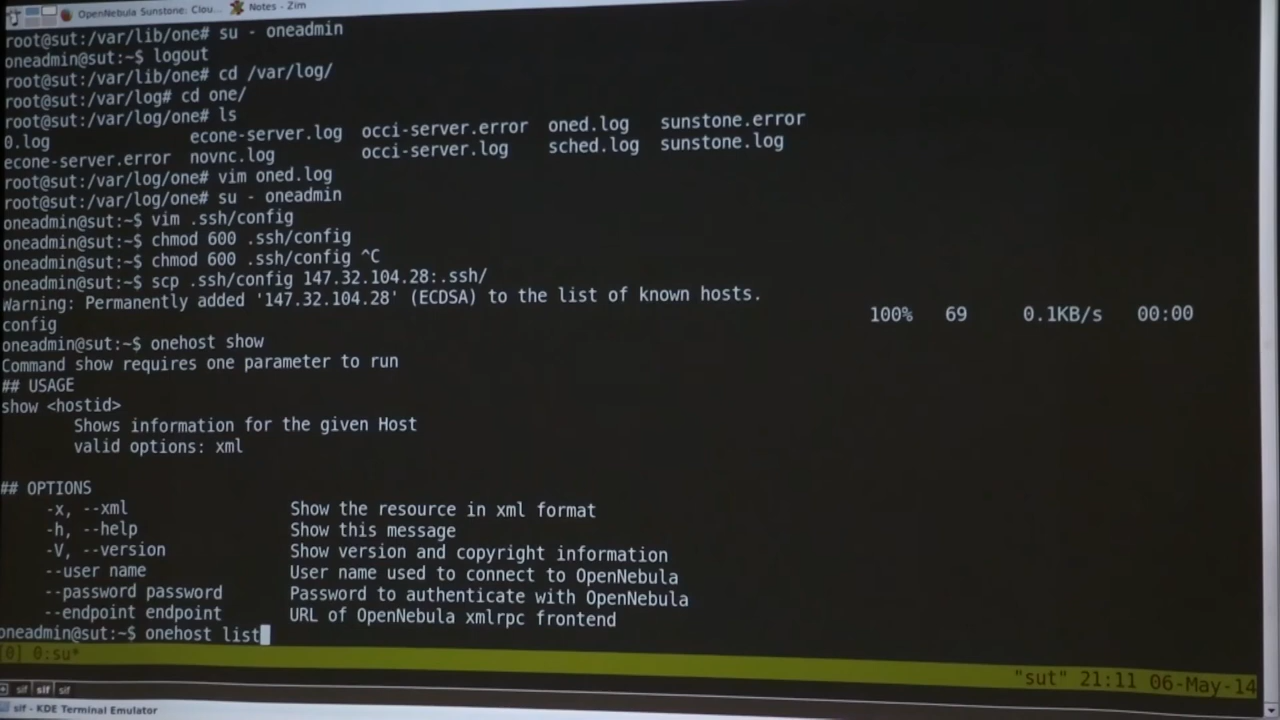 OpenNebula Sunstone: Clou... Notes - Zim
root@sut:/var/lib/one# su - oneadmin
oneadmin@sut:~$ logout
root@sut:/var/lib/one# cd /var/log/
root@sut:/var/log# cd one/
root@sut:/var/log/one# ls
0.log econe-server.log occi-server.error oned.log sunstone.error
econe-server.error novnc.log occi-server.log sched.log sunstone.log
root@sut:/var/log/one# vim oned.log
root@sut:/var/log/one# su - oneadmin
oneadmin@sut:~$ vim .ssh/config
oneadmin@sut:~$ chmod 600 .ssh/config
oneadmin@sut:~$ chmod 600 .ssh/config ^C
oneadmin@sut:~$ scp .ssh/config 147.32.104.28:.ssh/
Warning: Permanently added '147.32.104.28' (ECDSA) to the list of known hosts.
config 100% 69 0.1KB/s 00:00
oneadmin@sut:~$ onehost show
Command show requires one parameter to run
## USAGE
show <hostid>
Shows information for the given Host
valid options: xml
## OPTIONS
-x, --xml Show the resource in xml format
-h, --help Show this message
-V, --version Show version and copyright information
--user name User name used to connect to OpenNebula
--password password Password to authenticate with OpenNebula
--endpoint endpoint URL of OpenNebula xmlrpc frontend
oneadmin@sut:~$ onehost list
[0] 0:su* "sut" 21:11 06-May-14
sif sif sif
sif - KDE Terminal Emulator